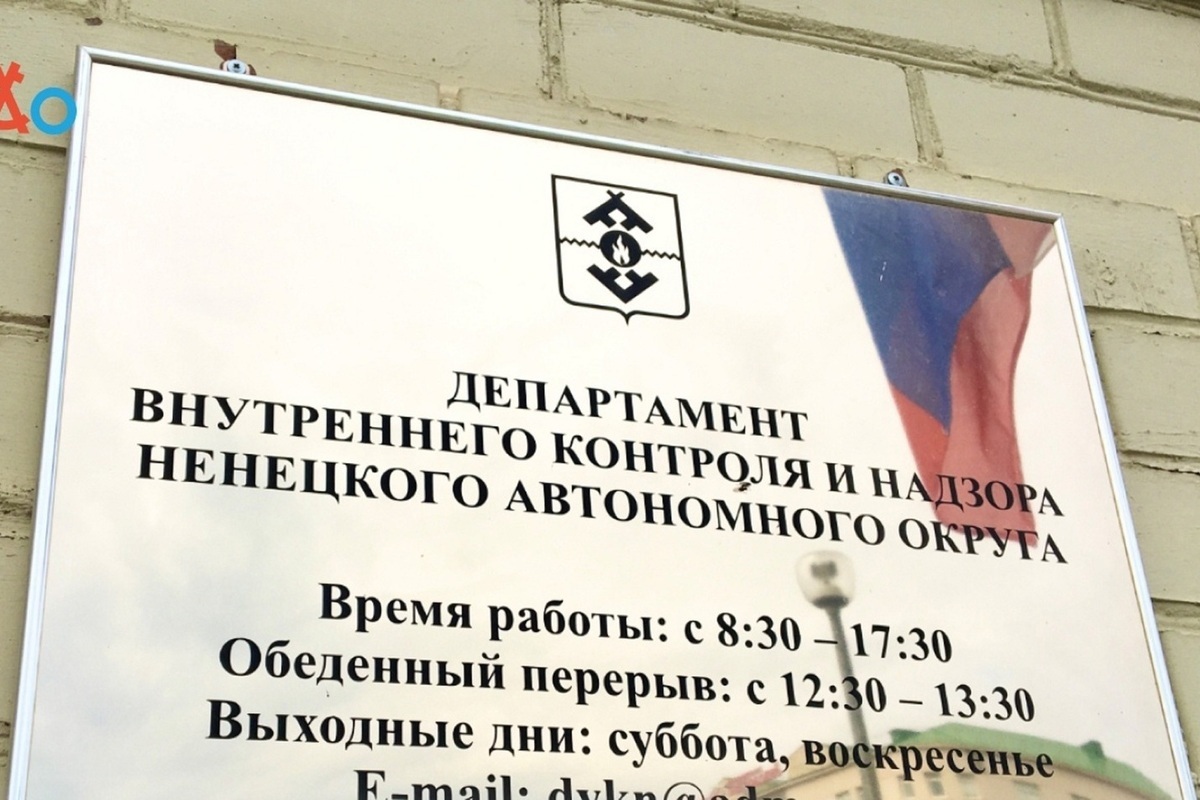 ДЕПАРТАМЕНТ
ВНУТРЕННЕГО КОНТРОЛЯ И НАДЗОРА
НЕНЕЦКОГО АВТОНОМНОГО ОКРУГА
Время работы: с 8:30 – 17:30
Обеденный перерыв: с 12:30 – 13:30
Выходные дни: суббота, воскресенье
E-mail: